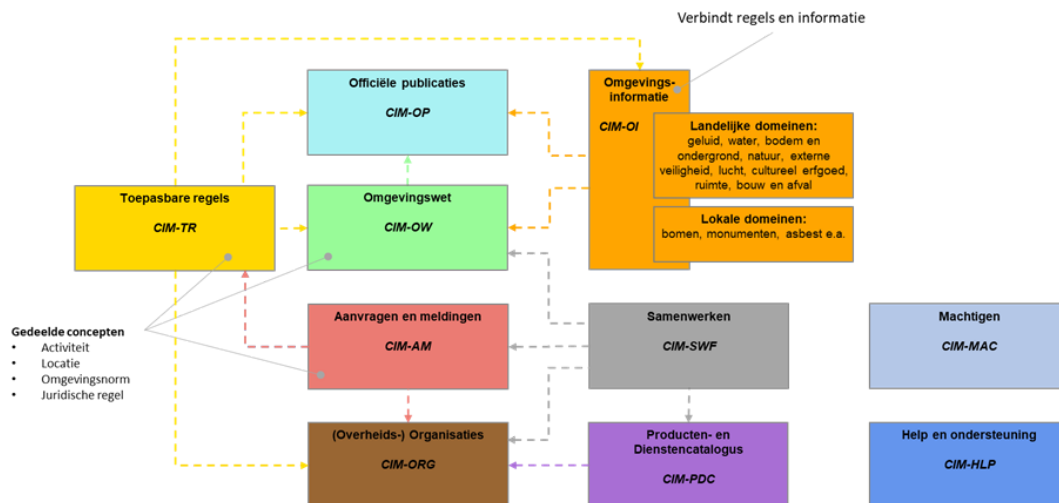 Verbindt regels en informatie
Officiële publicaties
CIM-OP
Omgevings-
informatie
CIM-OI
Landelijke domeinen:
geluid, water, bodem en
ondergrond, natuur, externe
veiligheid, lucht, cultureel erfgoed,
ruimte, bouw en afval
Lokale domeinen:
bomen, monumenten, asbest e.a.
Toepasbare regels
CIM-TR
Omgevingswet
CIM-OW
Gedeelde concepten
• Activiteit
• Locatie
• Omgevingsnorm
• Juridische regel
Aanvragen en meldingen
CIM-AM
Samenwerken
CIM-SWF
Machtigen
CIM-MAC
(Overheids-) Organisaties
CIM-ORG
Producten- en
Dienstencatalogus
CIM-PDC
Help en ondersteuning
CIM-HLP